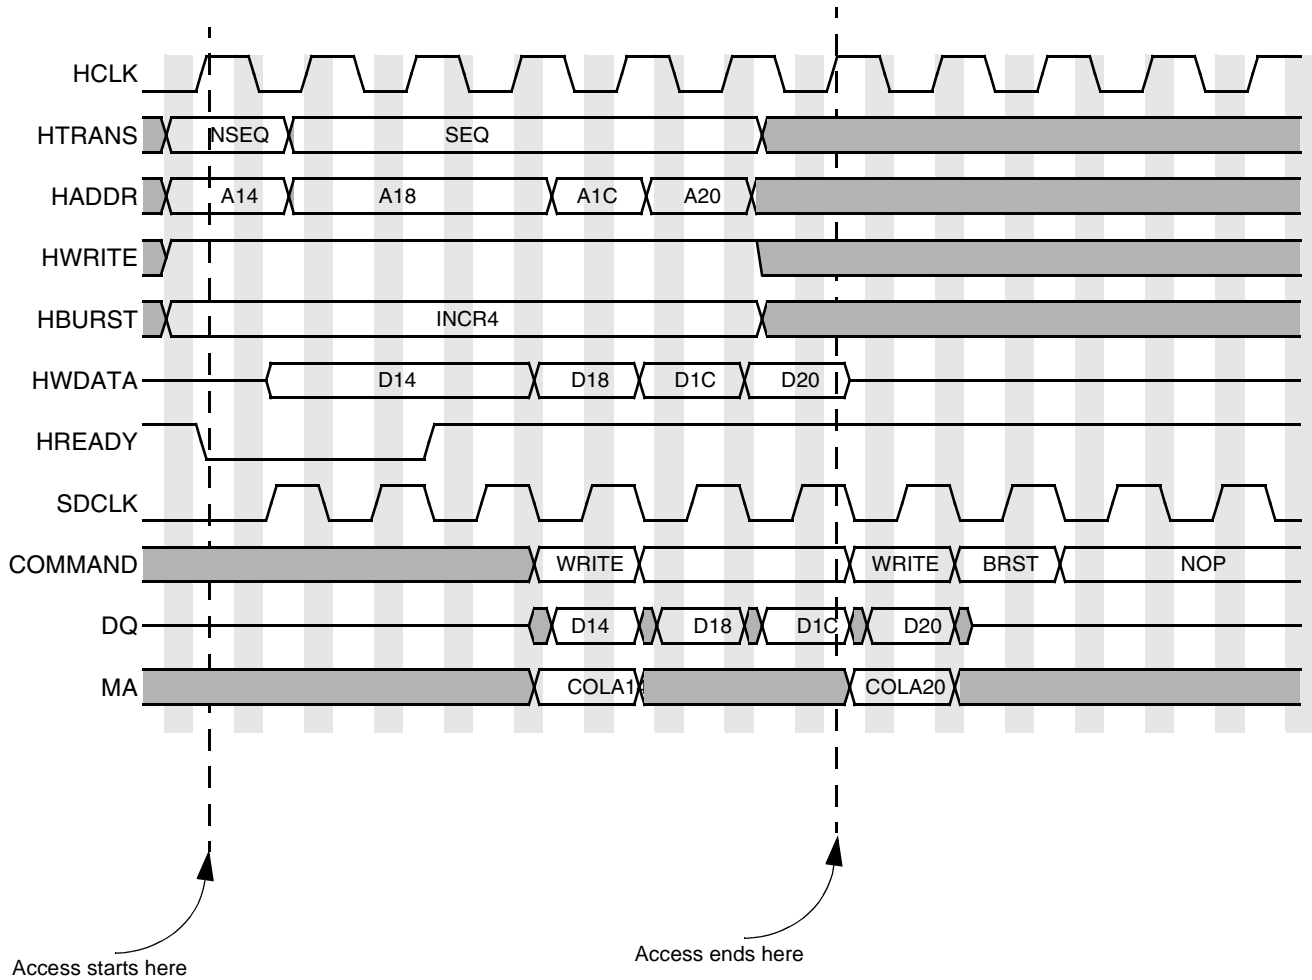 HCLK
HTRANS NSEQ SEQ
HADDR A14 A18 A1C A20
HWRITE
HBURST INCR4
HWDATA D14 D18 D1C D20
HREADY
SDCLK
COMMAND WRITE WRITE BRST NOP
DQ D14 D18 D1C D20
MA COLA14 COLA20
Access ends here
Access starts here